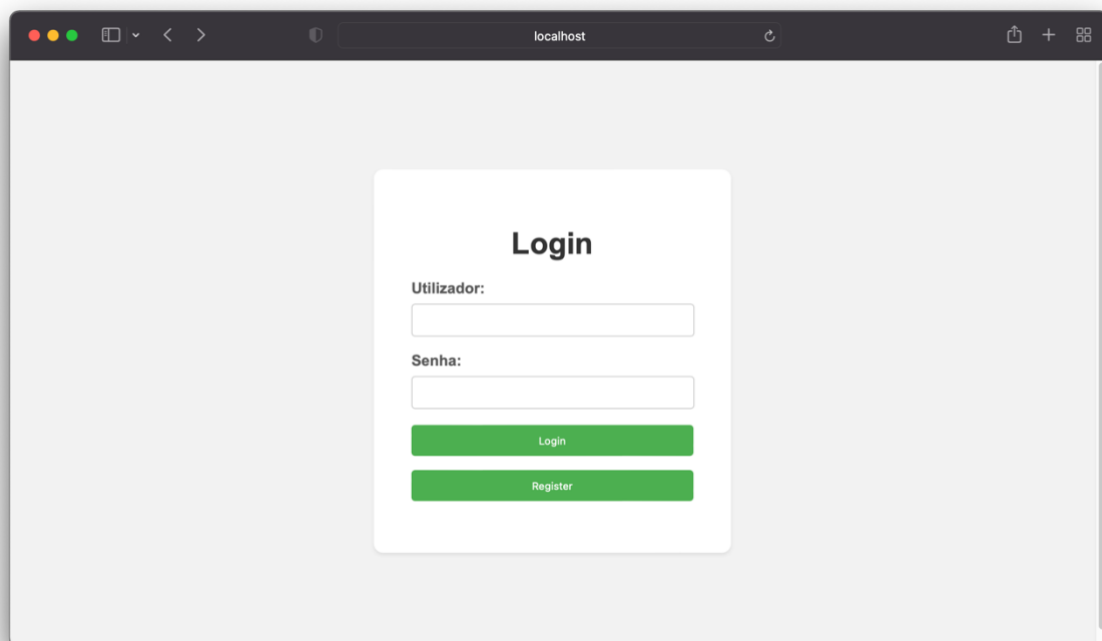 localhost
Login
Utilizador:
Senha:
Login
Register